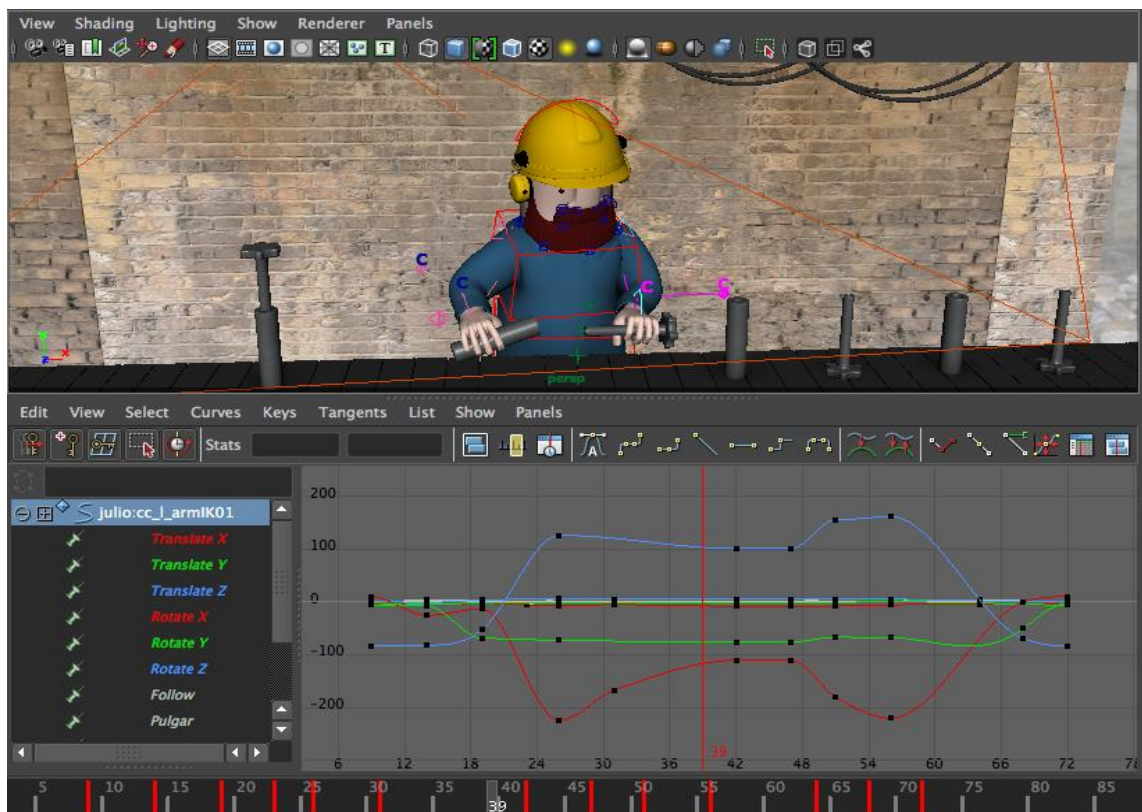 View Shading Lighting Show Renderer Panels
T
C
C
C C
Y
Z X
persp
Edit View Select Curves Keys Tangents List Show Panels
Stats
A
julio:cc_l_armIK01
Translate X
Translate Y
Translate Z
Rotate X
Rotate Y
Rotate Z
Follow
Pulgar
200
100
0
-100
-200
39
6 12 18 24 30 36 42 48 54 60 66 72 78
5 10 15 20 25 30 35 39 45 50 55 60 65 70 75 80 85